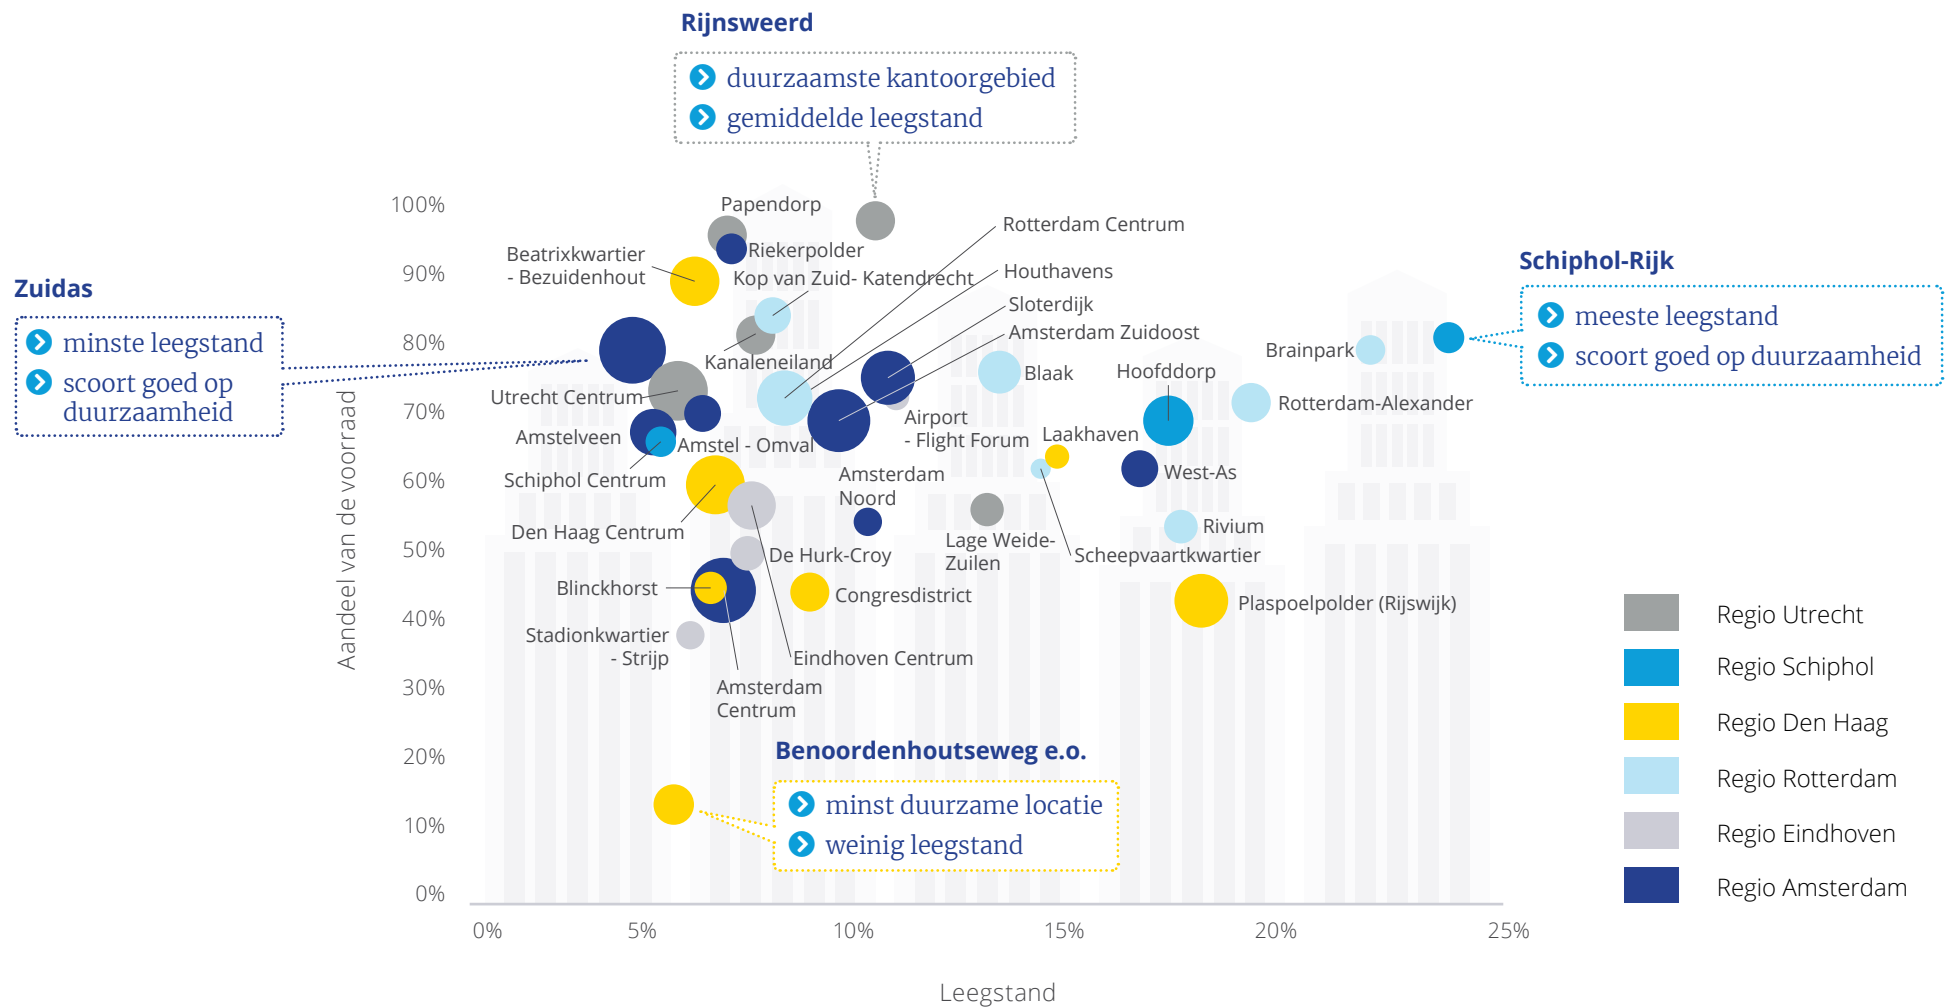 Rijnsweerd
duurzaamste kantoorgebied
gemiddelde leegstand
Zuidas
minste leegstand
scoort goed op
duurzaamheid
Schiphol-Rijk
meeste leegstand
scoort goed op duurzaamheid
Aandeel van de voorraad
100%
90%
80%
70%
60%
50%
40%
30%
20%
10%
0%
Papendorp
Riekerpolder
Beatrixkwartier
- Bezuidenhout
Kop van Zuid- Katendrecht
Rotterdam Centrum
Houthavens
Sloterdijk
Amsterdam Zuidoost
Kanaleneiland
Blaak
Brainpark
Hoofddorp
Rotterdam-Alexander
Utrecht Centrum
Amstelveen
Amstel - Omval
Airport
- Flight Forum
Laakhaven
Schiphol Centrum
Amsterdam
Noord
West-As
Den Haag Centrum
De Hurk-Croy
Lage Weide-
Zuilen
Rivium
Scheepvaartkwartier
Blinckhorst
Congresdistrict
Plaspoelpolder (Rijswijk)
Stadionkwartier
- Strijp
Eindhoven Centrum
Amsterdam
Centrum
Benoordenhoutseweg e.o.
minst duurzame locatie
weinig leegstand
0%
5%
10%
15%
20%
25%
Leegstand
Regio Utrecht
Regio Schiphol
Regio Den Haag
Regio Rotterdam
Regio Eindhoven
Regio Amsterdam